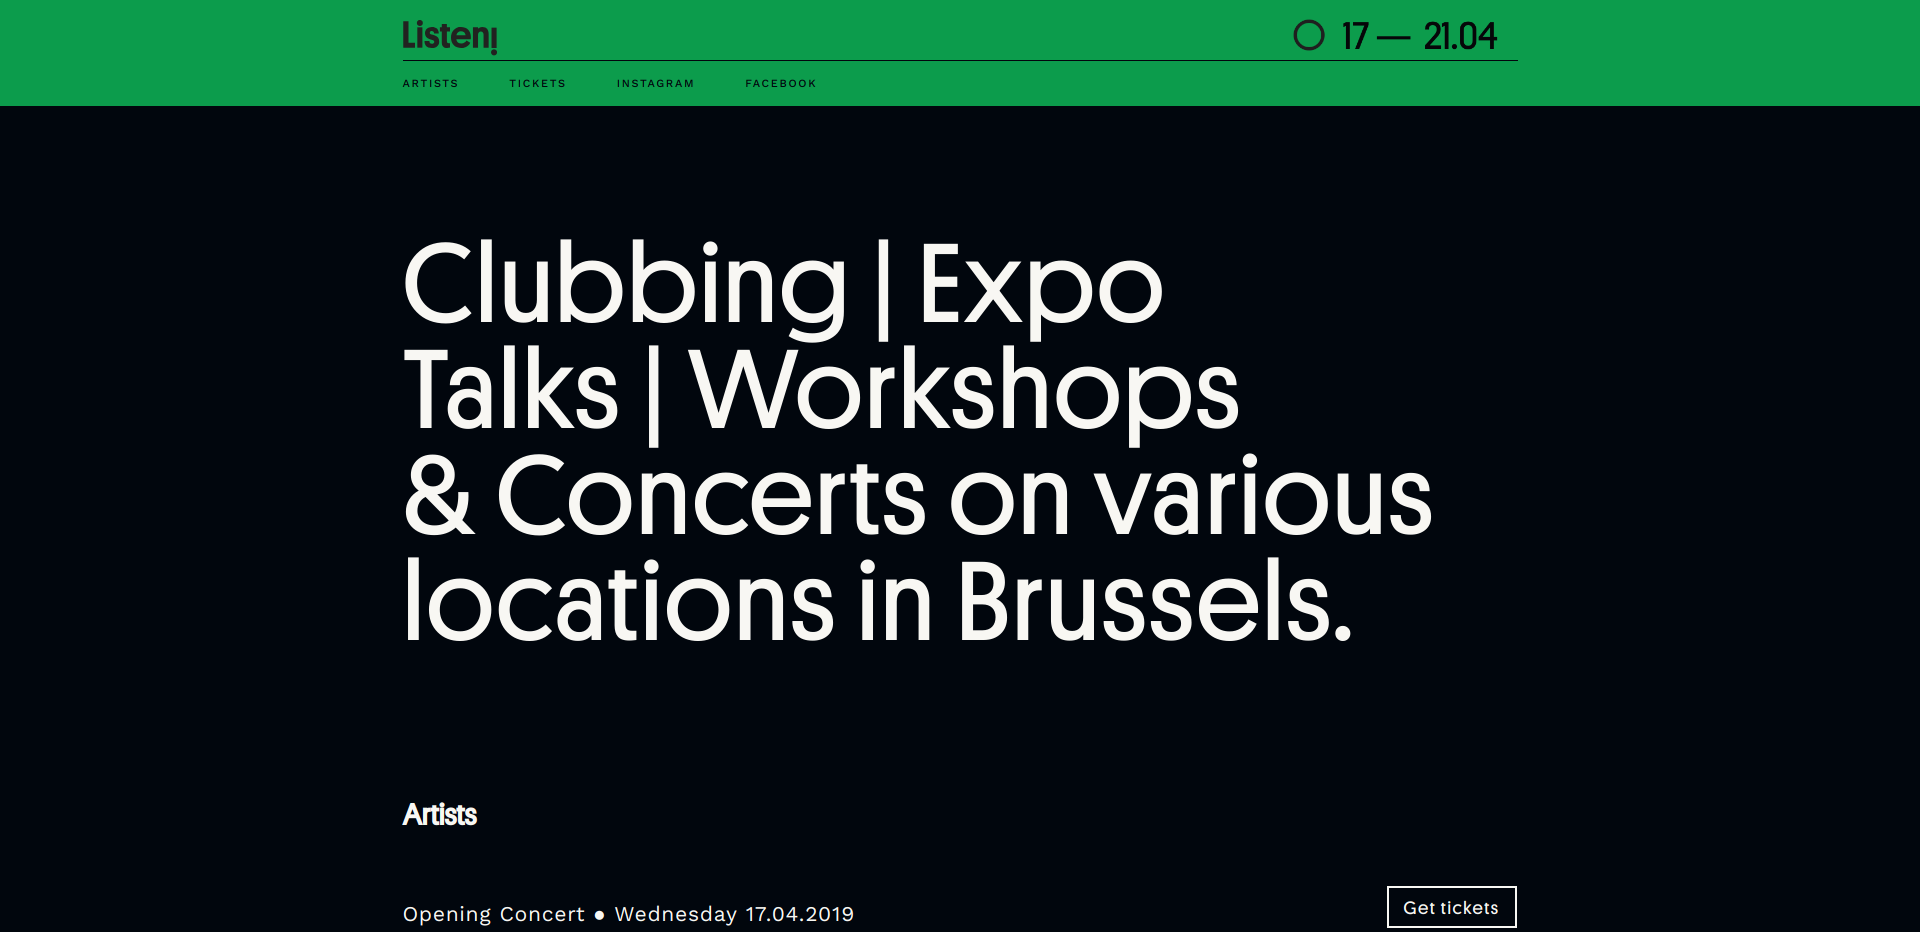 Listen!
17 — 21.04
ARTISTS TICKETS INSTAGRAM FACEBOOK
Clubbing | Expo
Talks | Workshops
& Concerts on various
locations in Brussels.
Artists
Opening Concert ● Wednesday 17.04.2019
Get tickets